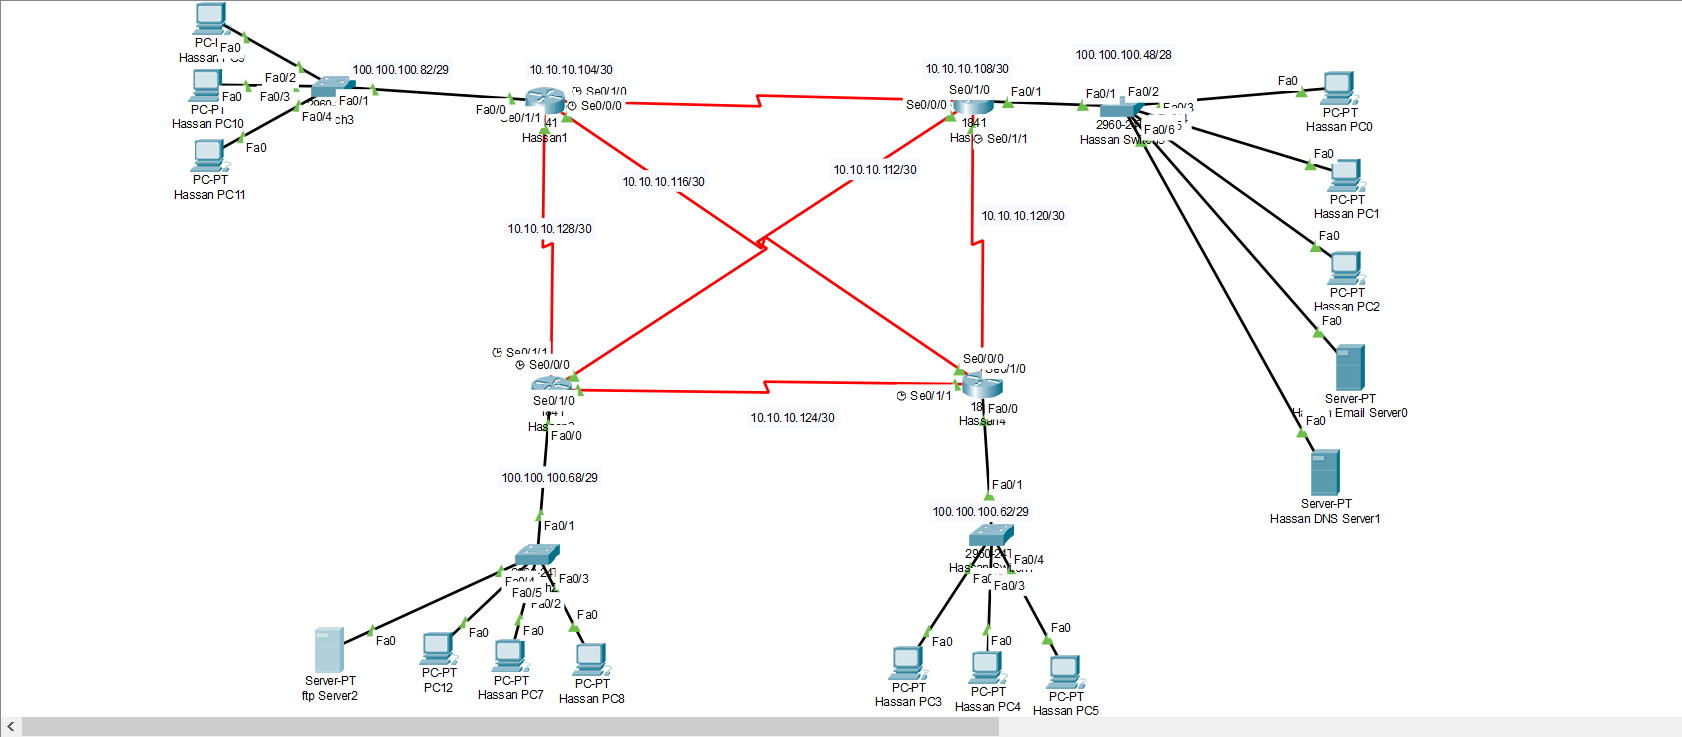 PC-
Fa0
Hassan PC9
Fa0/2
100.100.100.82/29
Fa0/3
Fa0/1
Fa0/4
ch3
Fa0
PC-P
Hassan PC10
Fa0
PC-PT
Hassan PC11
10.10.10.104/30
Se0/1/0
Se0/0/0
Fa0/0
Se0/1/1
41
Hassan1
10.10.10.108/30
Se0/1/0
Se0/0/0
Fa0/1
1841
Has
Se0/1/1
100.100.100.48/28
Fa0/1
Fa0/2
Fa0/3
Fa0/6
Fa0
PC-PT
Hassan PC0
Fa0
PC-PT
Hassan PC1
Fa0
PC-PT
Hassan PC2
Fa0
Server-PT
Email Server0
Fa0
Server-PT
Hassan DNS Server1
10.10.10.116/30
10.10.10.112/30
10.10.10.128/30
10.10.10.120/30
Se0/1/1
Se0/0/0
Se0/1/0
Fa0/0
10.10.10.124/30
Se0/0/0
Se0/1/0
Se0/1/1
Fa0/0
18
Hassan4
100.100.100.68/29
Fa0/1
Fa0/3
Fa0/4
Fa0/5
Fa0/2
Fa0
Server-PT
ftp Server2
Fa0
PC-PT
PC12
Fa0
PC-PT
Hassan PC7
Fa0
PC-PT
Hassan PC8
Fa0/1
100.100.100.62/29
Fa0/4
Fa0/3
Fa0
PC-PT
Hassan PC3
Fa0
PC-PT
Hassan PC4
Fa0
PC-PT
Hassan PC5